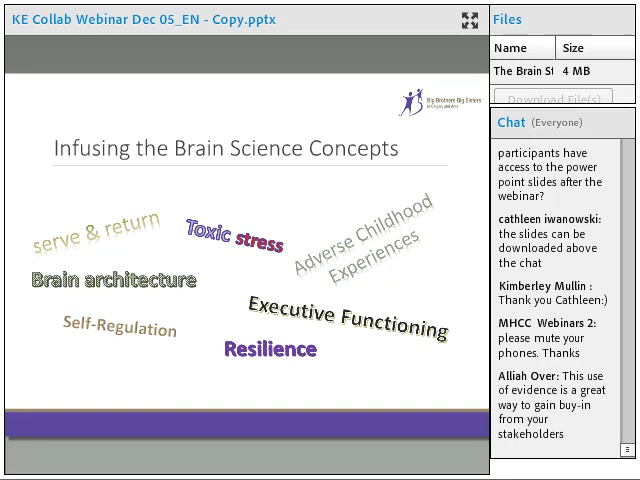 KE Collab Webinar Dec 05_EN - Copy.pptx
Big Brothers Big Sisters
Infusing the Brain Science Concepts
serve & return
Toxic stress
Adverse Childhood
Experiences
Brain architecture
Executive Functioning
Self-Regulation
Resilience
Files
Name Size
The Brain St 4 MB
Download File(s)
Chat (Everyone)
participants have
access to the power
point slides after the
webinar?
cathleen iwanowski:
the slides can be
downloaded above
the chat
Kimberley Mullin :
Thank you Cathleen:)
MHCC Webinars 2:
please mute your
phones. Thanks
Alliah Over: This use
of evidence is a great
way to gain buy-in
from your
stakeholders